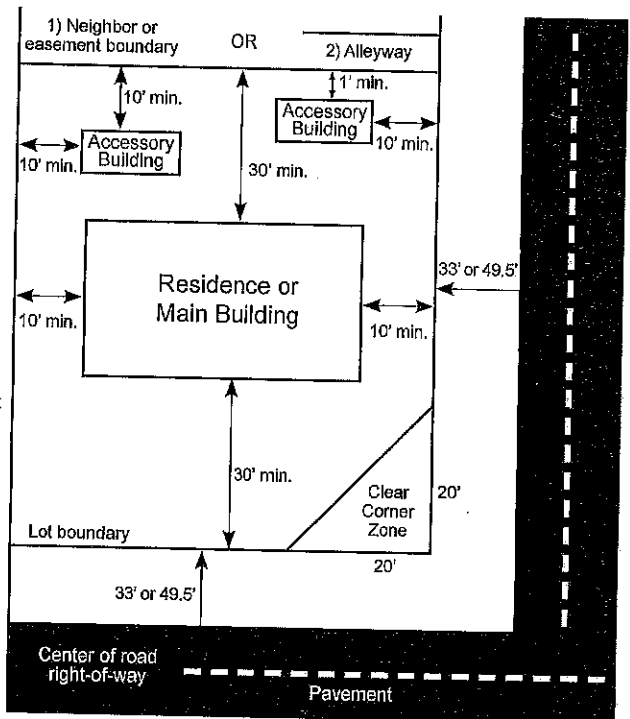 1) Neighbor or
easement boundary
OR
2) Alleyway
10' min.
1' min.
Accessory
Building
10' min.
Accessory
Building
10' min.
30' min.
33' or 49.5'
Residence or
Main Building
10' min.
10' min.
30' min.
Clear
Corner
Zone
20'
Lot boundary
20'
33' or 49.5'
Center of road
right-of-way
Pavement